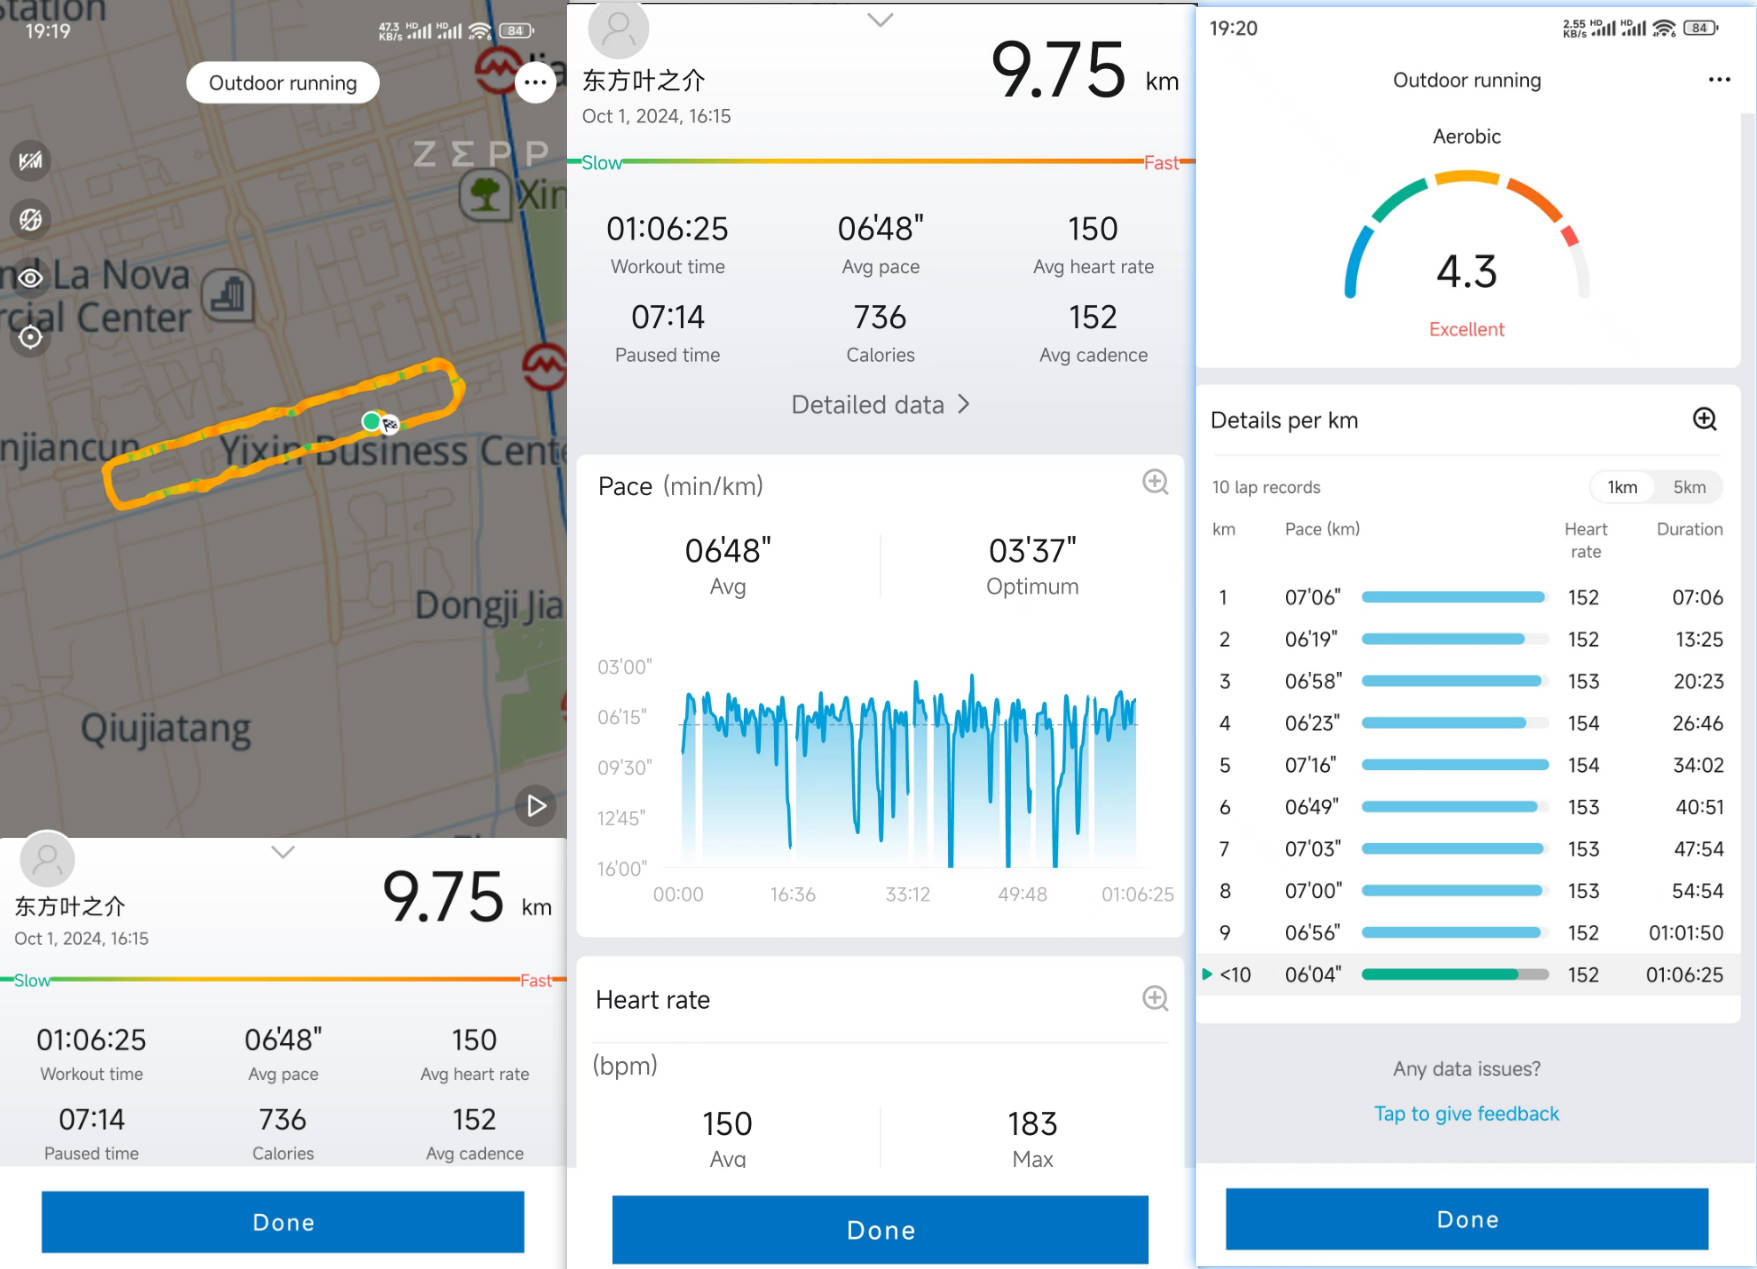 tation
19:19
47.3
KB/s
HD
HD
84
Outdoor running
ZΣPP
Xin
nd La Nova
rcial Center
njiancun
Yixin Business Cente
Dongji Jia
Qiujiatang
东方叶之介
Oct 1, 2024, 16:15
9.75 km
Slow
Fast
01:06:25
06'48"
150
Workout time
Avg pace
Avg heart rate
07:14
736
152
Paused time
Calories
Avg cadence
Done
东方叶之介
Oct 1, 2024, 16:15
9.75 km
Slow
Fast
01:06:25
06'48"
150
Workout time
Avg pace
Avg heart rate
07:14
736
152
Paused time
Calories
Avg cadence
Detailed data
Pace (min/km)
06'48"
03'37"
Avg
Optimum
03'00"
06'15"
09'30"
12'45"
16'00"
00:00
16:36
33:12
49:48
01:06:25
Heart rate
(bpm)
150
183
Avg
Max
Done
19:20
2.55
KB/s
HD
HD
84
Outdoor running
Aerobic
4.3
Excellent
Details per km
10 lap records
1km
5km
km
Pace (km)
Heart
rate
Duration
1 07'06" 152 07:06
2 06'19" 152 13:25
3 06'58" 153 20:23
4 06'23" 154 26:46
5 07'16" 154 34:02
6 06'49" 153 40:51
7 07'03" 153 47:54
8 07'00" 153 54:54
9 06'56" 152 01:01:50
<10 06'04" 152 01:06:25
Any data issues?
Tap to give feedback
Done